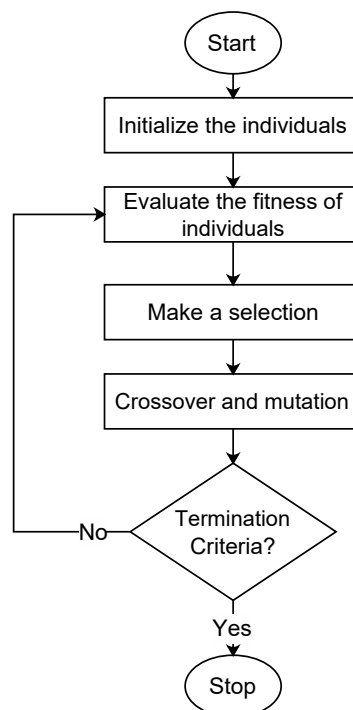 Start
Initialize the individuals
Evaluate the fitness of
individuals
Make a selection
Crossover and mutation
Termination
Criteria?
No
Yes
Stop